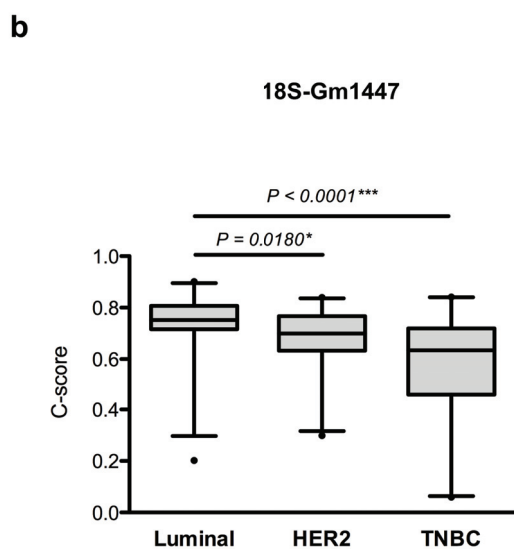 b
18S-Gm1447
P < 0.0001***
P = 0.0180*
1.0
0.8
0.6
0.4
0.2
0.0
C-score
Luminal HER2 TNBC